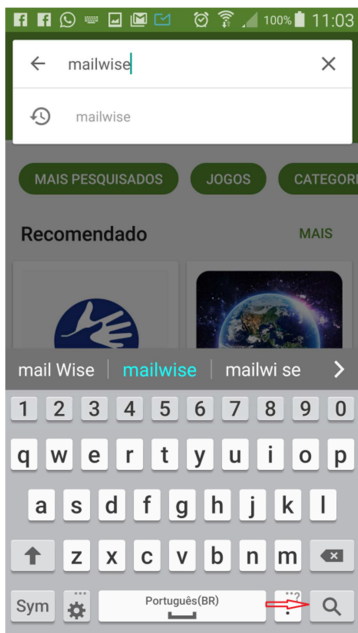 100% 11:03
mailwise
mailwise
MAIS PESQUISADOS JOGOS CATEGORI
Recomendado MAIS
mail Wise mailwise mailwi se
1 2 3 4 5 6 7 8 9 0
q w e r t y u i o p
a s d f g h j k l
z x c v b n m
Sym Português(BR) .?